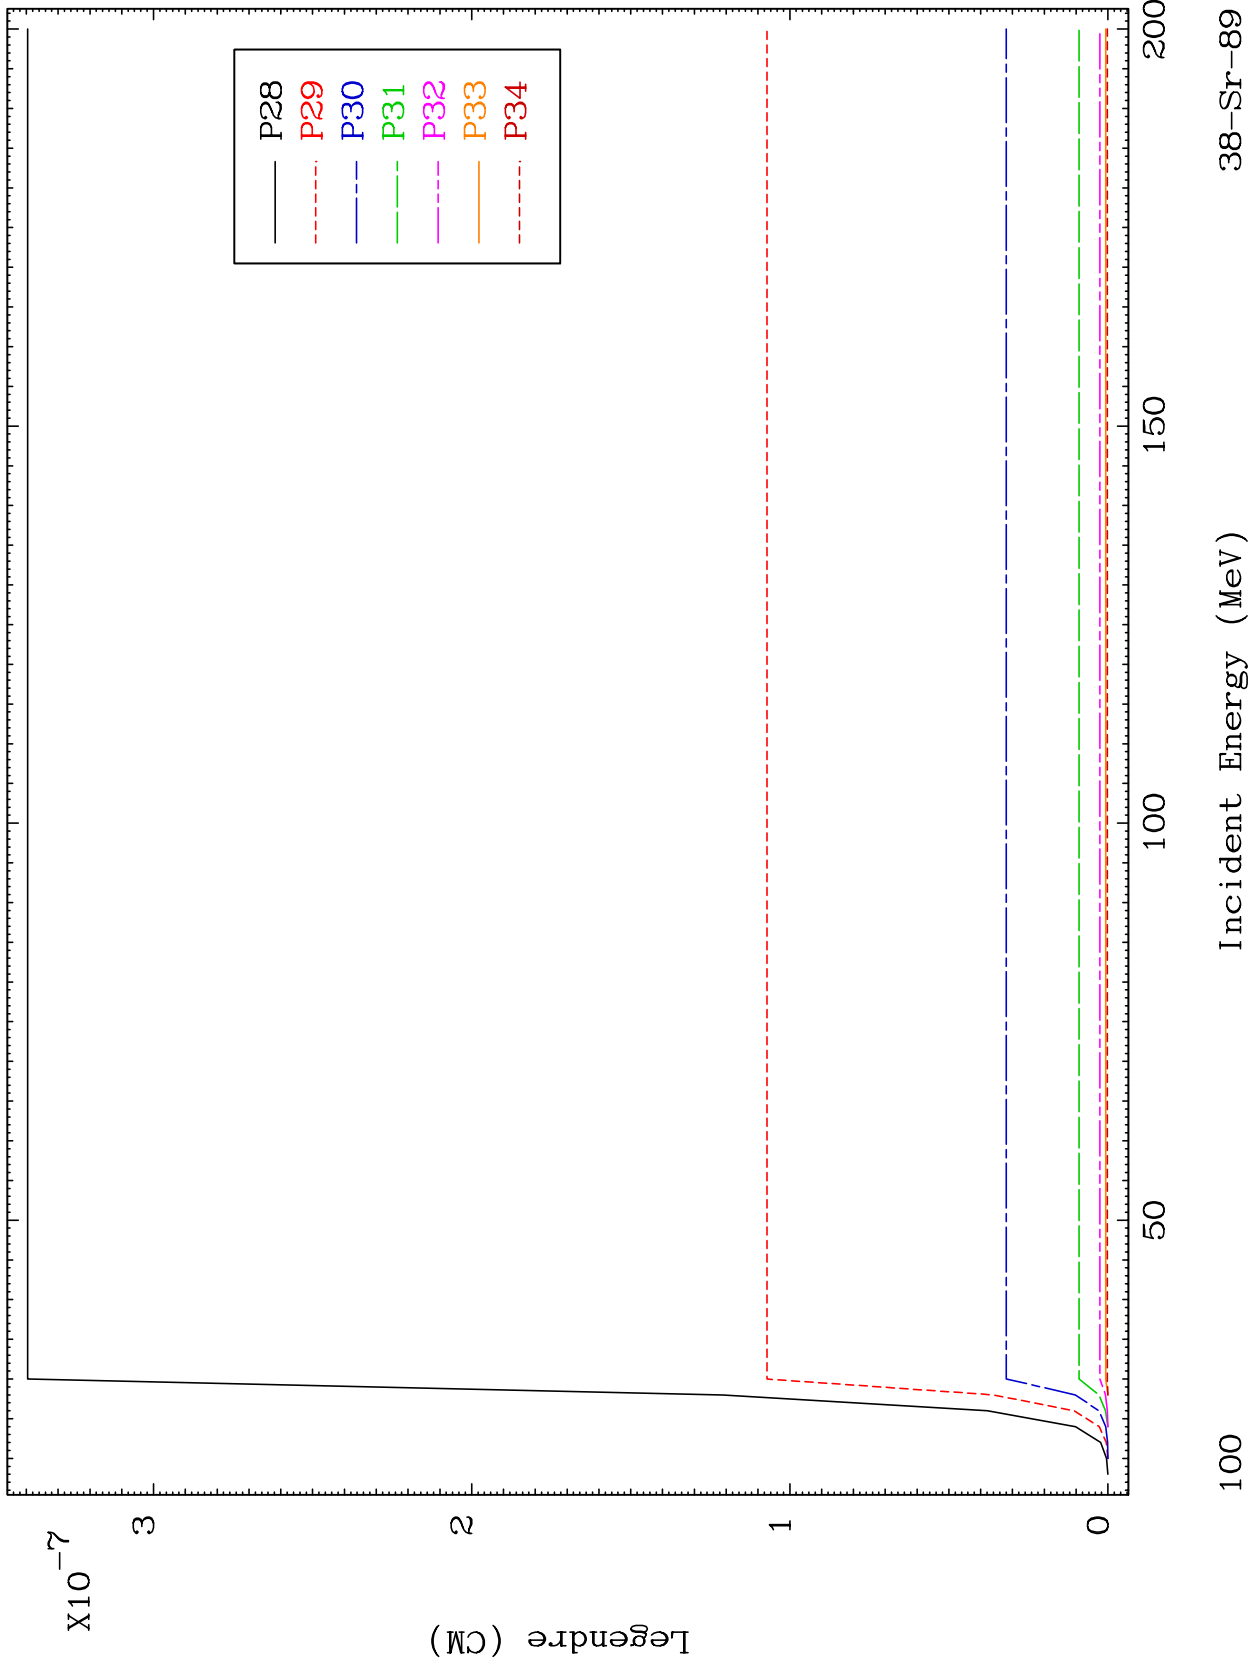 X10-7
3
2
1
0
Legendre (CM)
P28
P29
P30
P31
P32
P33
P34
50
100
150
200
Incident Energy (MeV)
100
38-Sr-89